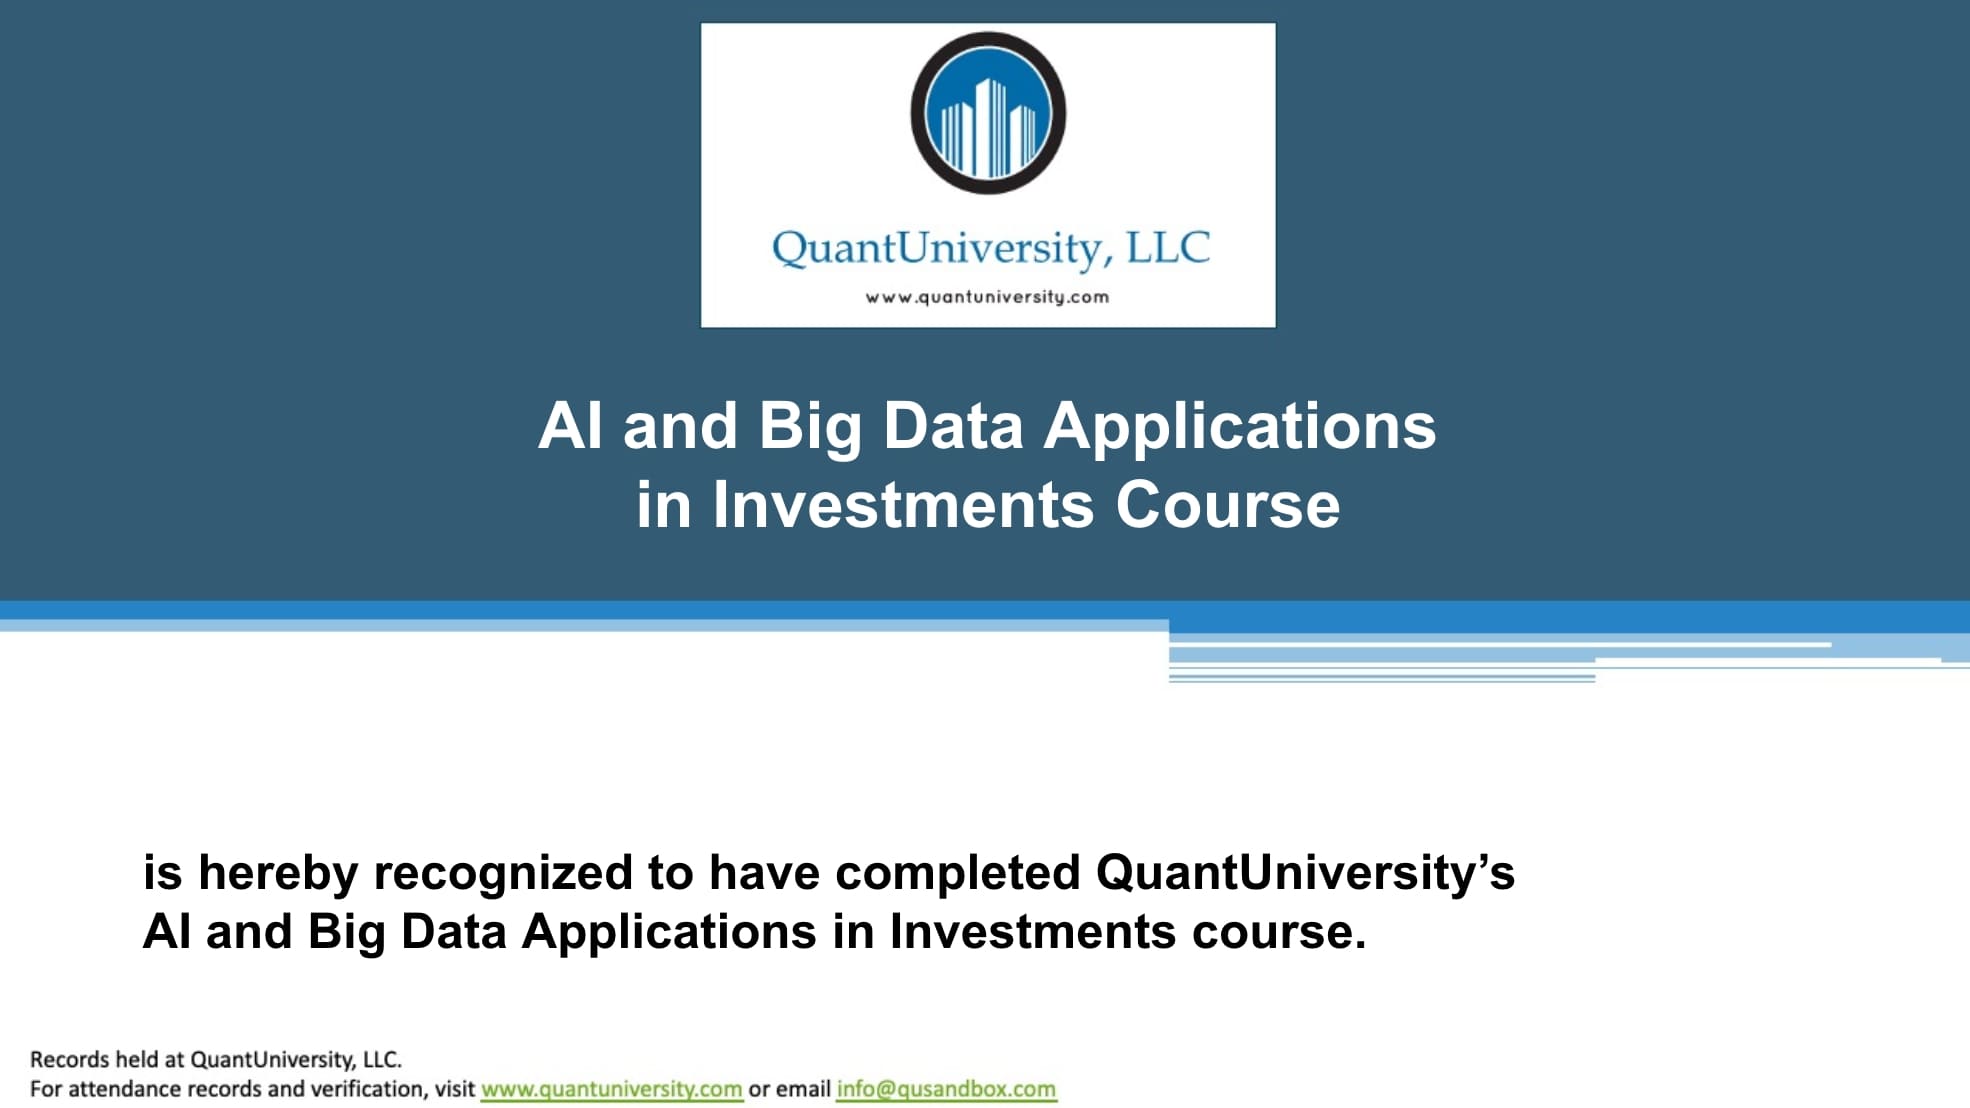 QuantUniversity, LLC
www.quantuniversity.com
AI and Big Data Applications
in Investments Course
is hereby recognized to have completed QuantUniversity’s
AI and Big Data Applications in Investments course.
Records held at QuantUniversity, LLC.
For attendance records and verification, visit www.quantuniversity.com or email info@qusandbox.com